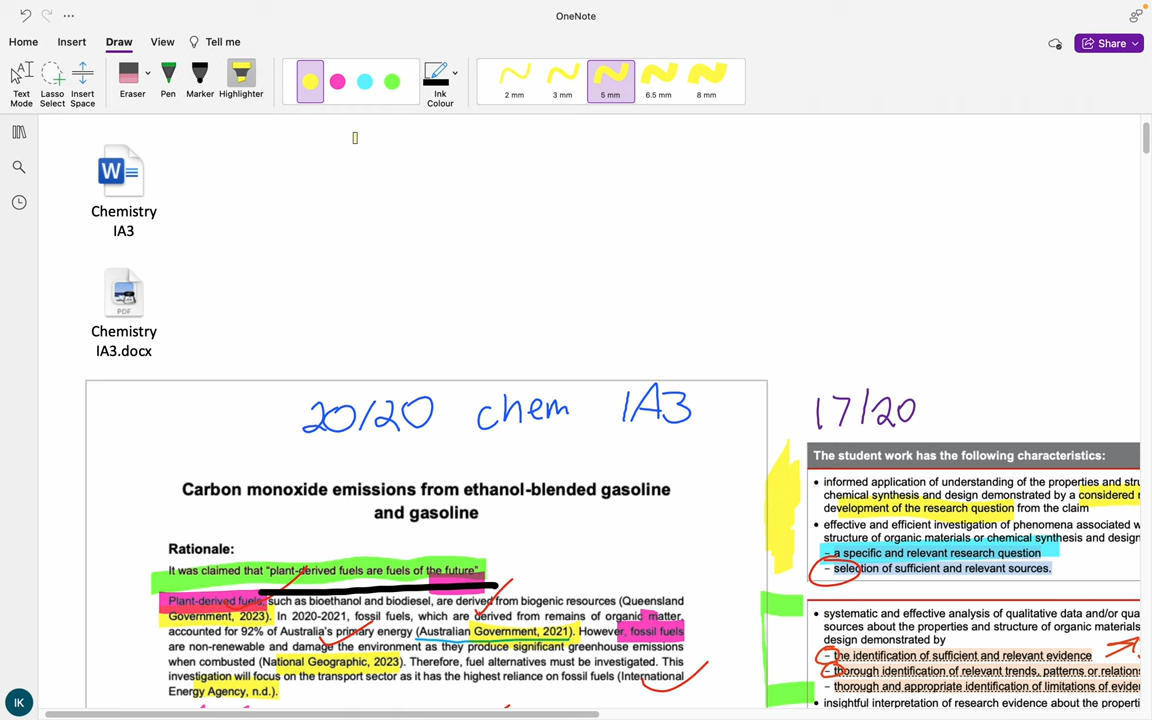 OneNote
Home Insert Draw View Tell me
Share
Text Mode
Lasso Select
Insert Space
Eraser
Pen
Marker
Highlighter
Ink Colour
2 mm
3 mm
5 mm
6.5 mm
8 mm
W
Chemistry
IA3
PDF
Chemistry
IA3.docx
20/20 chem IA3
Carbon monoxide emissions from ethanol-blended gasoline
and gasoline
Rationale:
It was claimed that "plant-derived fuels are fuels of the future".
Plant-derived fuels, such as bioethanol and biodiesel, are derived from biogenic resources (Queensland
Government, 2023). In 2020-2021, fossil fuels, which are derived from remains of organic matter,
accounted for 92% of Australia's primary energy (Australian Government, 2021). However, fossil fuels
are non-renewable and damage the environment as they produce significant greenhouse emissions
when combusted (National Geographic, 2023). Therefore, fuel alternatives must be investigated. This
investigation will focus on the transport sector as it has the highest reliance on fossil fuels (International
Energy Agency, n.d.).
17/20
The student work has the following characteristics:
• informed application of understanding of the properties and stru
chemical synthesis and design demonstrated by a considered r
development of the research question from the claim
• effective and efficient investigation of phenomena associated w
structure of organic materials or chemical synthesis and design
– a specific and relevant research question
– selection of sufficient and relevant sources.
• systematic and effective analysis of qualitative data and/or qua
sources about the properties and structure of organic materials
design demonstrated by
– the identification of sufficient and relevant evidence
– thorough identification of relevant trends, patterns or relation
– thorough and appropriate identification of limitations of evide
• insightful interpretation of research evidence about the properti
IK